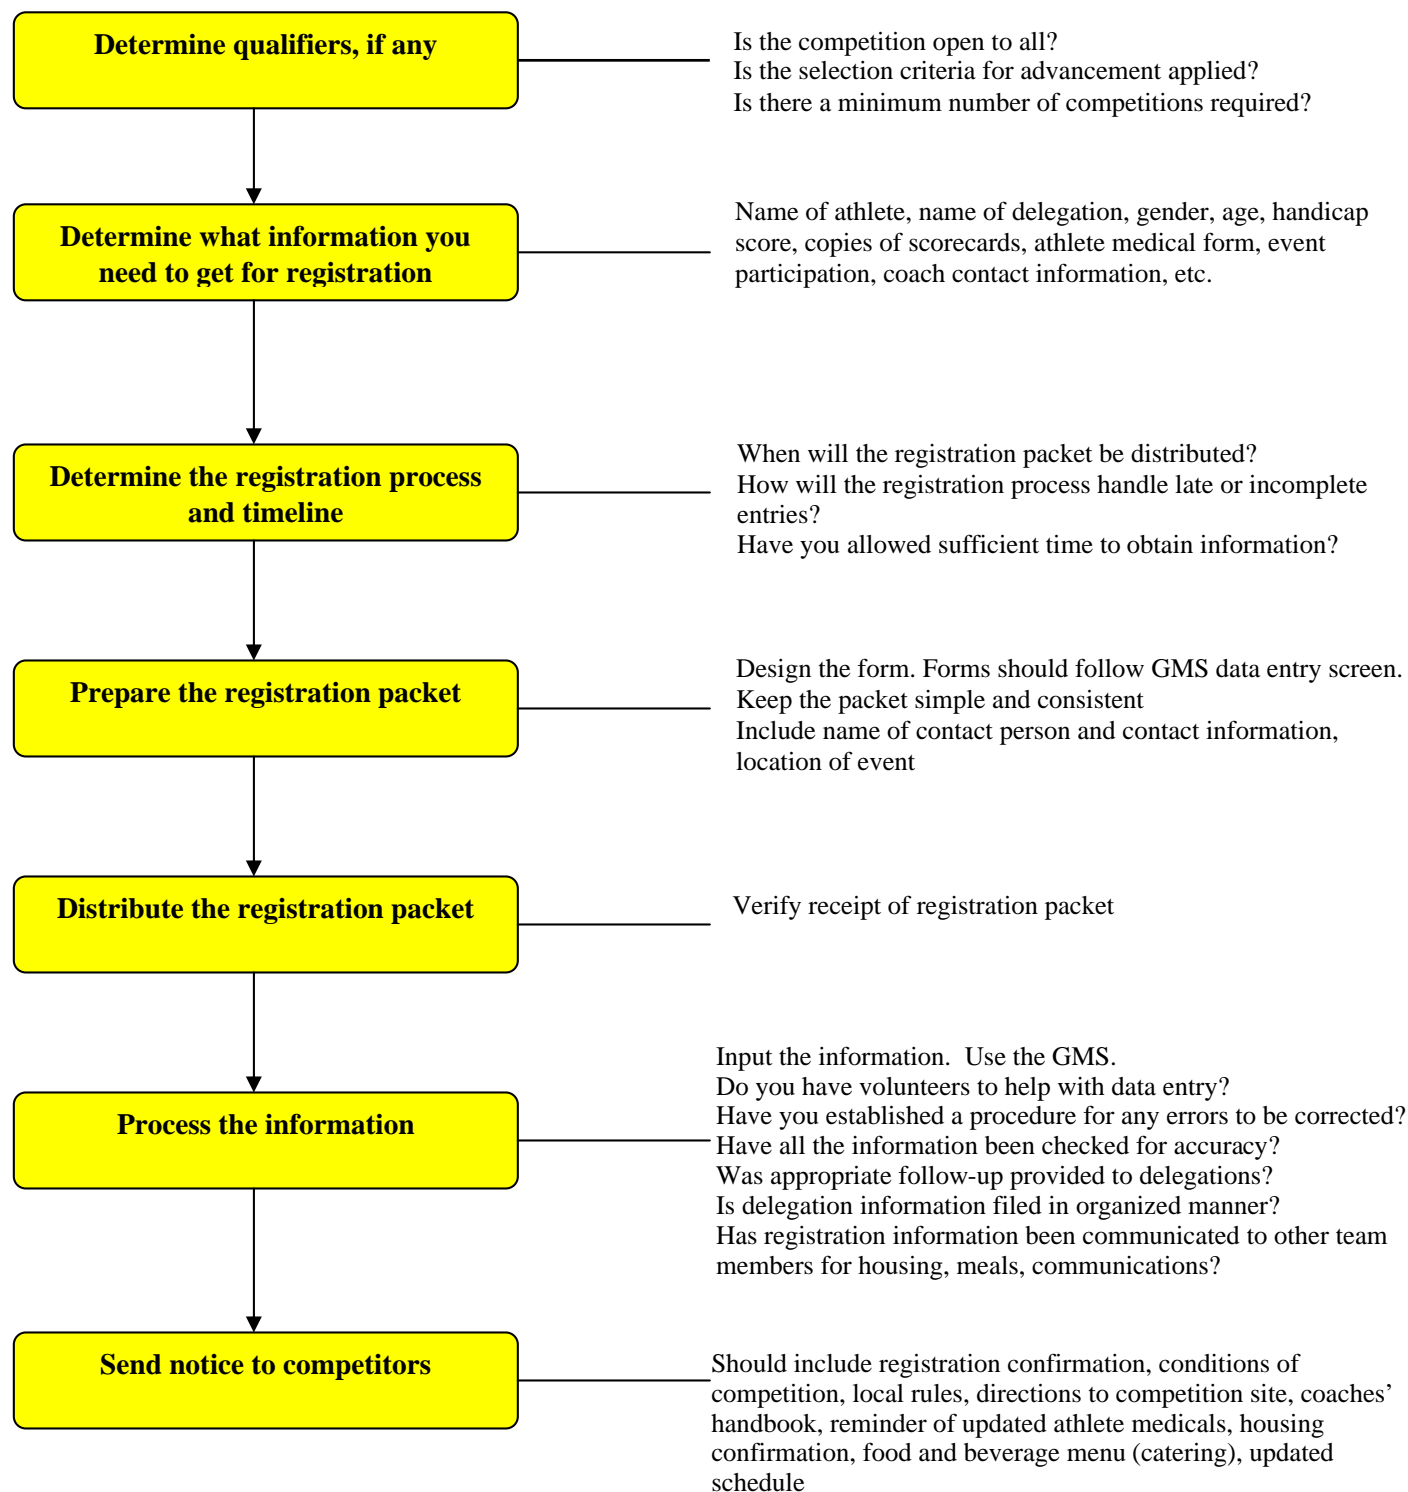 Determine qualifiers, if any
Is the competition open to all?
Is the selection criteria for advancement applied?
Is there a minimum number of competitions required?
Determine what information you
need to get for registration
Name of athlete, name of delegation, gender, age, handicap
score, copies of scorecards, athlete medical form, event
participation, coach contact information, etc.
Determine the registration process
and timeline
When will the registration packet be distributed?
How will the registration process handle late or incomplete
entries?
Have you allowed sufficient time to obtain information?
Prepare the registration packet
Design the form. Forms should follow GMS data entry screen.
Keep the packet simple and consistent
Include name of contact person and contact information,
location of event
Distribute the registration packet
Verify receipt of registration packet
Process the information
Input the information.  Use the GMS.
Do you have volunteers to help with data entry?
Have you established a procedure for any errors to be corrected?
Have all the information been checked for accuracy?
Was appropriate follow-up provided to delegations?
Is delegation information filed in organized manner?
Has registration information been communicated to other team
members for housing, meals, communications?
Send notice to competitors
Should include registration confirmation, conditions of
competition, local rules, directions to competition site, coaches’
handbook, reminder of updated athlete medicals, housing
confirmation, food and beverage menu (catering), updated
schedule